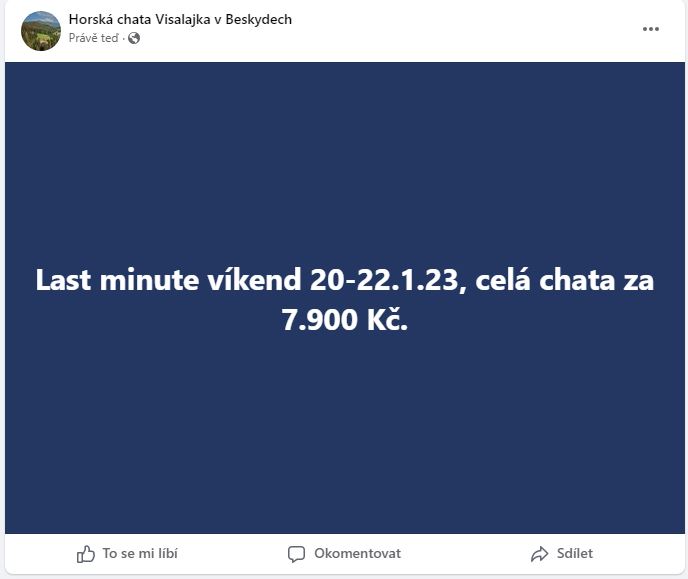 Horská chata Visalajka v Beskydech
Právě teď ·
Last minute víkend 20-22.1.23, celá chata za
7.900 Kč.
To se mi líbí
Okomentovat
Sdílet